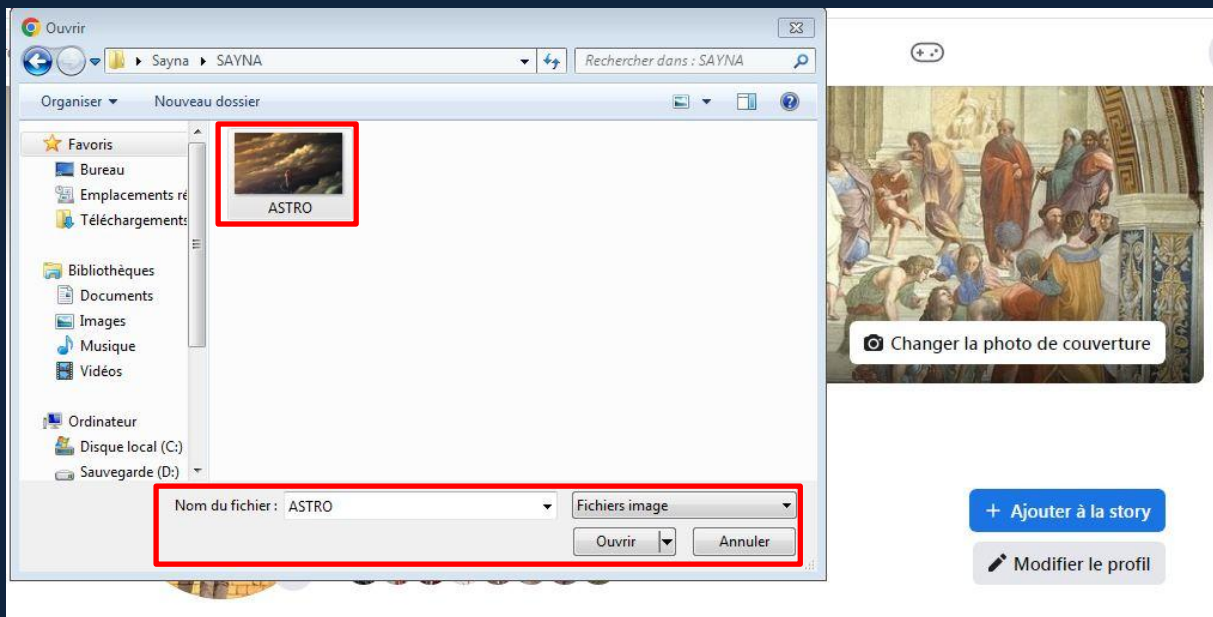 Ouvrir
Sayna SAYNA
Rechercher dans : SAYNA
Organiser Nouveau dossier
Favoris
Bureau
Emplacements ré
Téléchargements
Bibliothèques
Documents
Images
Musique
Vidéos
Ordinateur
Disque local (C:)
Sauvegarde (D:)
ASTRO
Nom du fichier : ASTRO
Fichiers image
Ouvrir Annuler
Changer la photo de couverture
+ Ajouter à la story
Modifier le profil